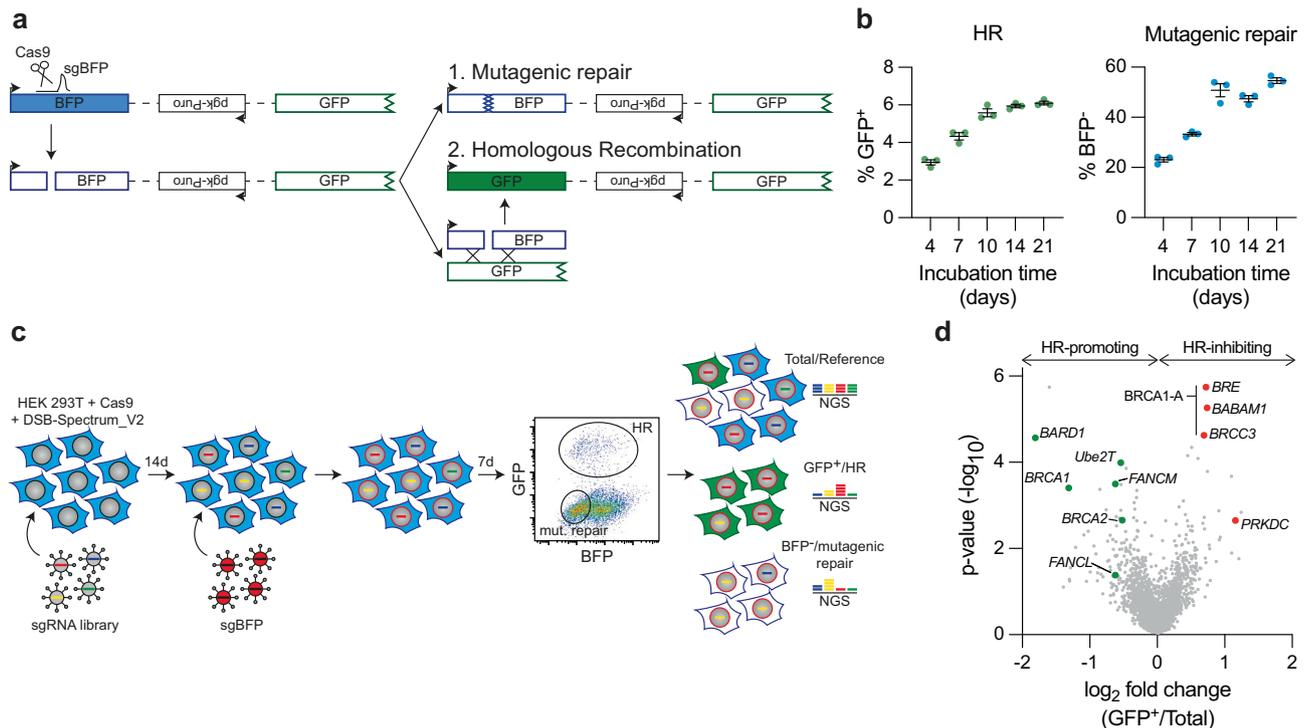 a
Cas9
sgBFP
BFP
pgk-Puro
GFP
BFP
pgk-Puro
GFP
1. Mutagenic repair
BFP
pgk-Puro
GFP
2. Homologous Recombination
GFP
pgk-Puro
GFP
BFP
GFP
b
HR
% GFP+
8
6
4
2
0
4 7 10 14 21
Incubation time
(days)
Mutagenic repair
% BFP-
60
40
20
0
4 7 10 14 21
Incubation time
(days)
c
HEK 293T + Cas9
+ DSB-Spectrum_V2
14d
7d
sgRNA library
sgBFP
GFP
HR
mut. repair
BFP
Total/Reference
NGS
GFP+/HR
NGS
BFP-/mutagenic
repair
NGS
d
HR-promoting
HR-inhibiting
p-value (-log10)
6
4
2
0
BRCA1-A
BRE
BABAM1
BRCC3
BARD1
Ube2T
BRCA1
FANCM
BRCA2
PRKDC
FANCL
-2 -1 0 1 2
log2 fold change
(GFP+/Total)